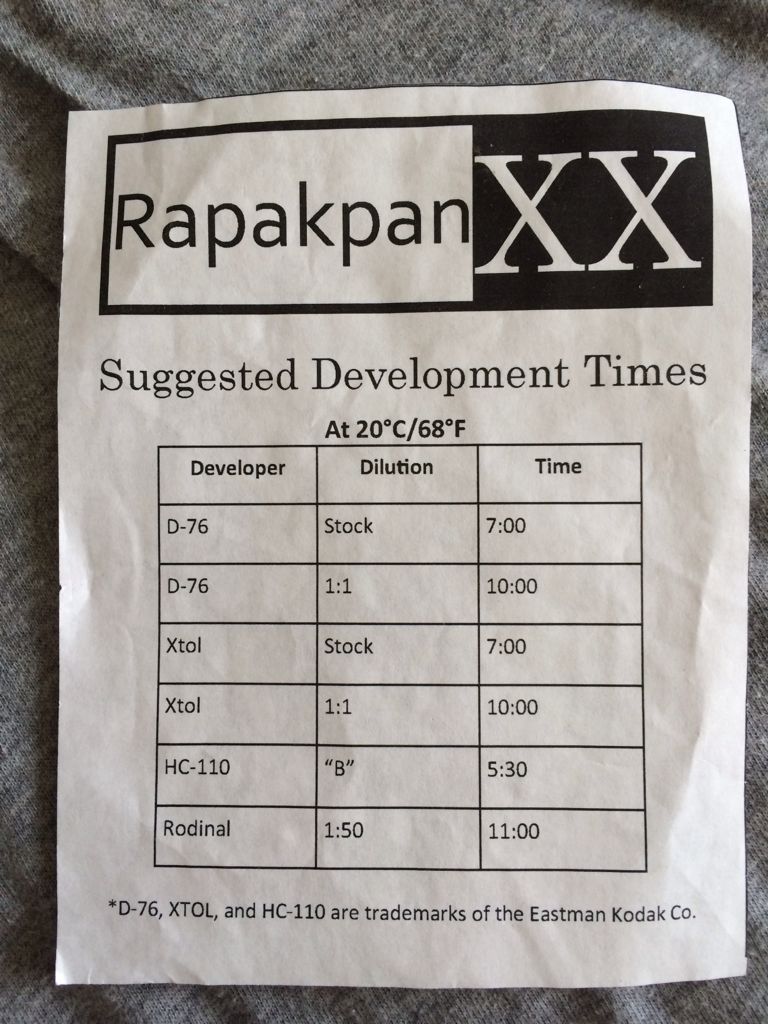 Rapakpan XX
Suggested Development Times
At 20°C/68°F
Developer Dilution Time
D-76 Stock 7:00
D-76 1:1 10:00
Xtol Stock 7:00
Xtol 1:1 10:00
HC-110 “B” 5:30
Rodinal 1:50 11:00
*D-76, XTOL, and HC-110 are trademarks of the Eastman Kodak Co.